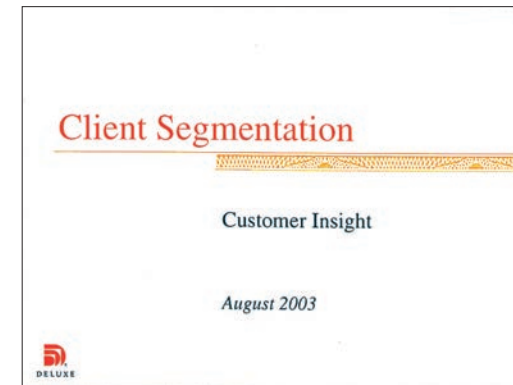 Client Segmentation
Customer Insight
August 2003
DELUXE